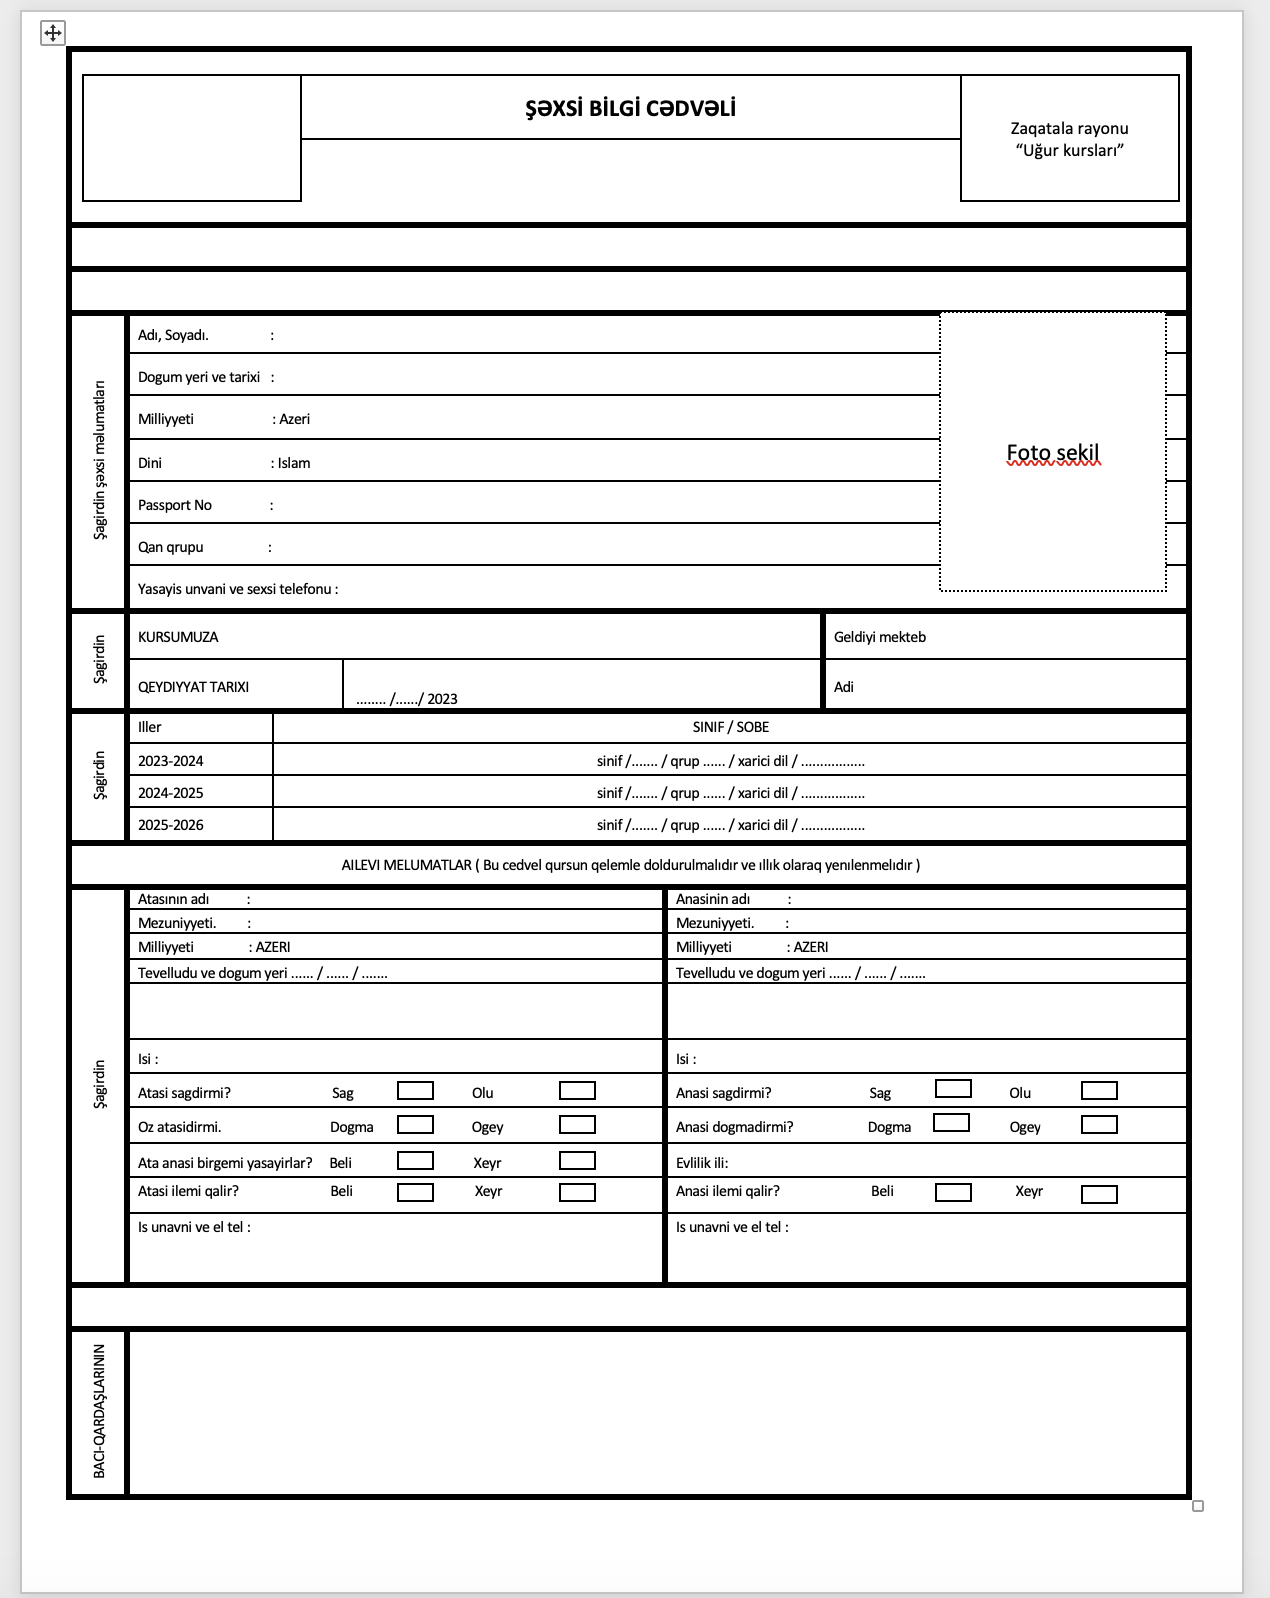 ŞƏXSİ BİLGİ CƏDVƏLİ
Zaqatala rayonu
“Uğur kursları”
Şagirdin şəxsi məlumatları
Adı, Soyadı. :
Dogum yeri ve tarixi :
Milliyyeti : Azeri
Dini : Islam
Passport No :
Qan qrupu :
Yasayis unvani ve sexsi telefonu :
Foto sekil
Şagirdin
KURSUMUZA
Geldiyi mekteb
QEYDIYYAT TARIXI
........ /....../ 2023
Adi
Şagirdin
Iller SINIF / SOBE
2023-2024 sinif /....... / qrup ...... / xarici dil / .................
2024-2025 sinif /....... / qrup ...... / xarici dil / .................
2025-2026 sinif /....... / qrup ...... / xarici dil / .................
AILEVI MELUMATLAR ( Bu cedvel qursun qelemle doldurulmalıdır ve ıllık olaraq yenılenmelıdır )
Şagirdin
Atasının adı :
Mezuniyyeti. :
Milliyyeti : AZERI
Tevelludu ve dogum yeri ...... / ...... / .......
Isi :
Atasi sagdirmi? Sag Olu
Oz atasidirmi. Dogma Ogey
Ata anasi birgemi yasayirlar? Beli Xeyr
Atasi ilemi qalir? Beli Xeyr
Is unavni ve el tel :
Anasinin adı :
Mezuniyyeti. :
Milliyyeti : AZERI
Tevelludu ve dogum yeri ...... / ...... / .......
Isi :
Anasi sagdirmi? Sag Olu
Anasi dogmadirmi? Dogma Ogey
Evlilik ili:
Anasi ilemi qalir? Beli Xeyr
Is unavni ve el tel :
BACI-QARDAŞLARININ